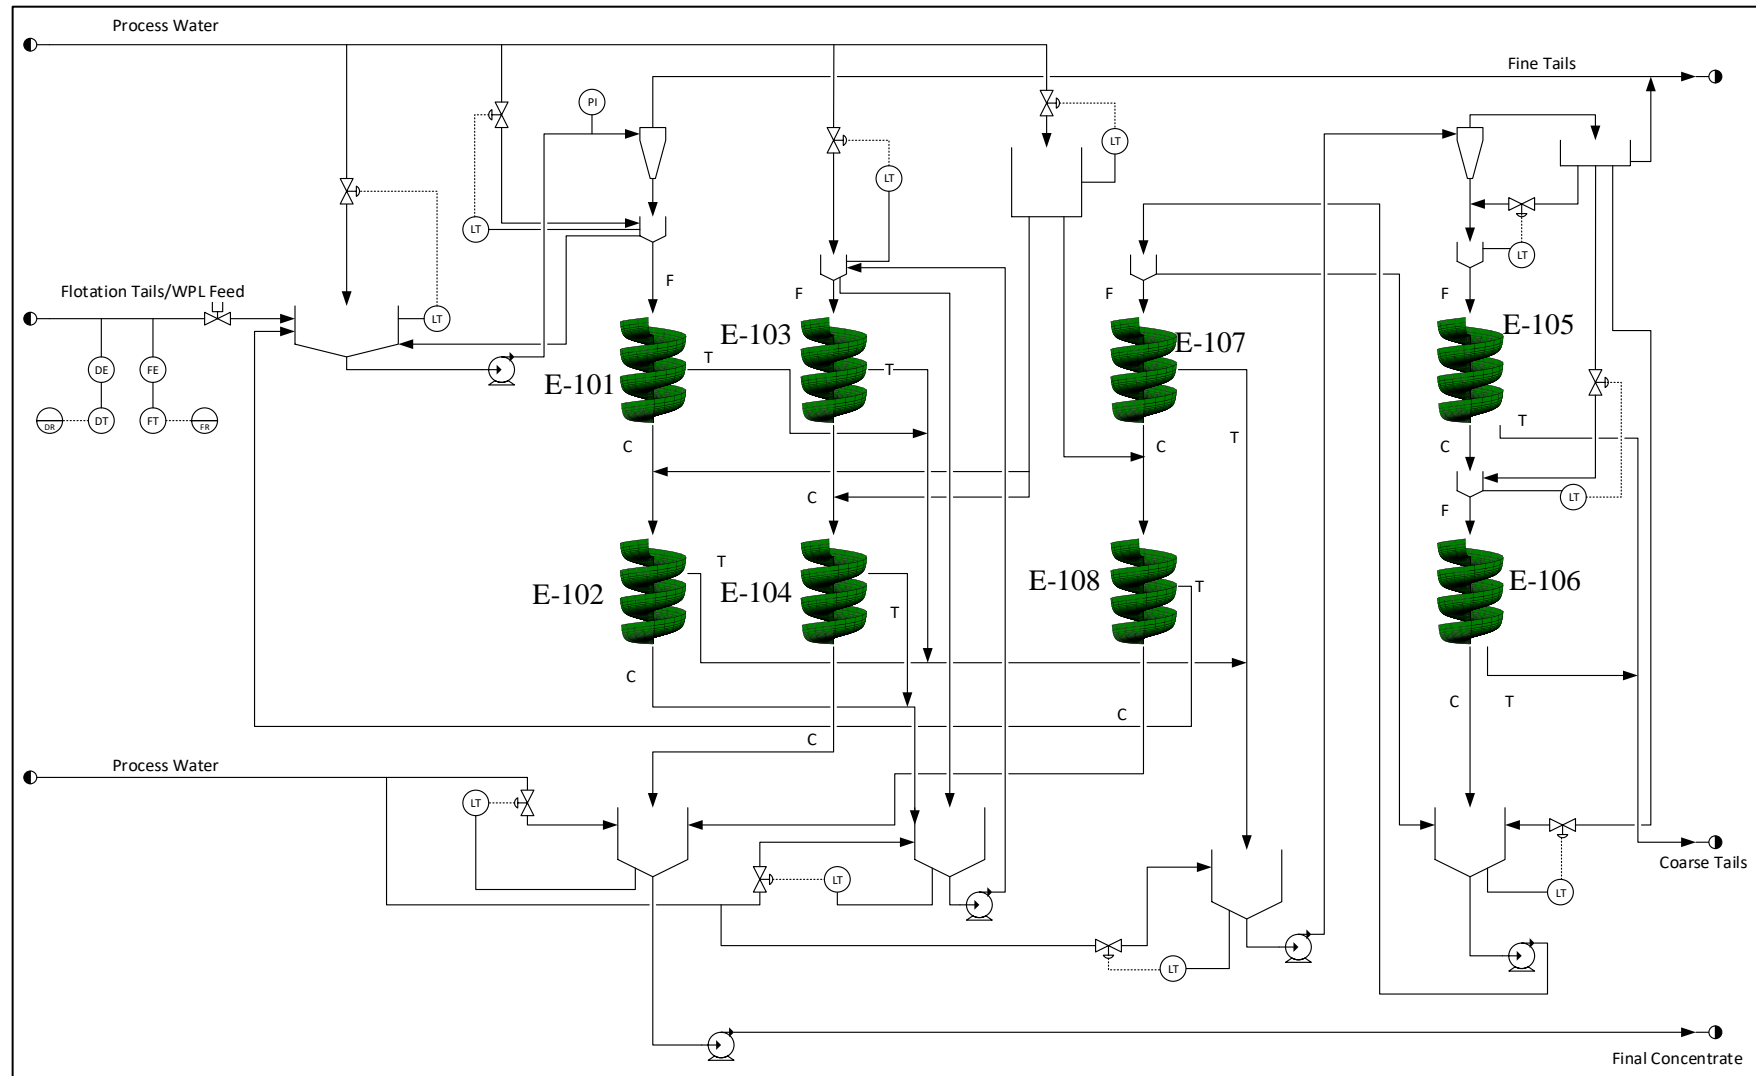 Process Water
Fine Tails
PI
LT
LT
LT
LT
F
F
F
F
LT
Flotation Tails/WPL Feed
LT
E-103
E-107
E-105
DE
FE
T
T
E-101
DR
DT
FT
FR
T
T
C
C
C
C
LT
F
T
E-102
E-104
E-108
E-106
T
T
C
C
T
C
C
Process Water
LT
LT
Coarse Tails
LT
LT
Final Concentrate